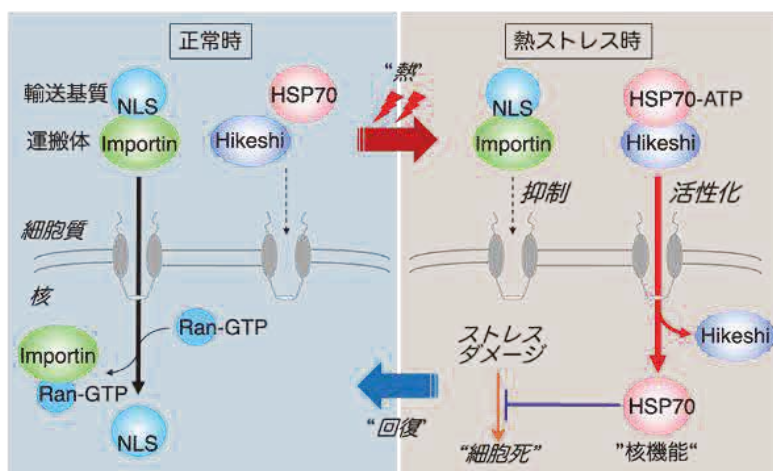 正常時
輸送基質
NLS
運搬体
Importin
HSP70
Hikeshi
細胞質
核
Importin
Ran-GTP
Ran-GTP
NLS
“熱”
“回復”
熱ストレス時
NLS
Importin
抑制
HSP70-ATP
Hikeshi
活性化
ストレス
ダメージ
Hikeshi
HSP70
“細胞死”
”核機能“